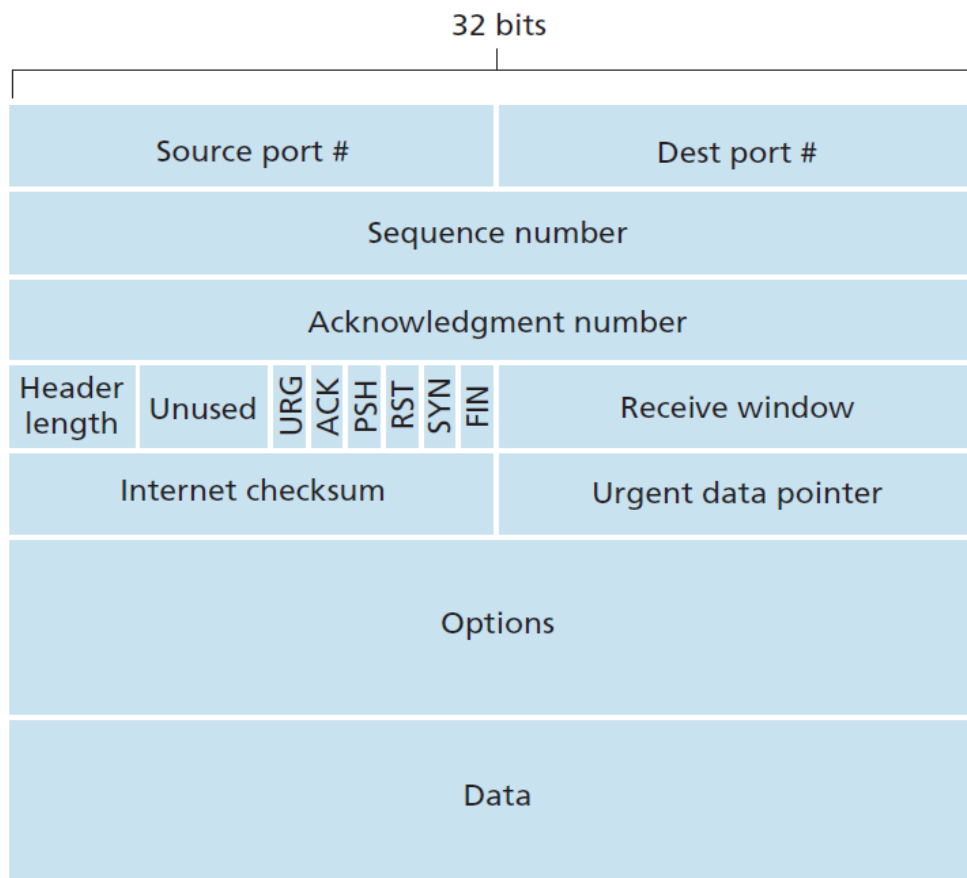 32 bits
Source port #
Dest port #
Sequence number
Acknowledgment number
Header
length
Unused
URG
ACK
PSH
RST
SYN
FIN
Receive window
Internet checksum
Urgent data pointer
Options
Data